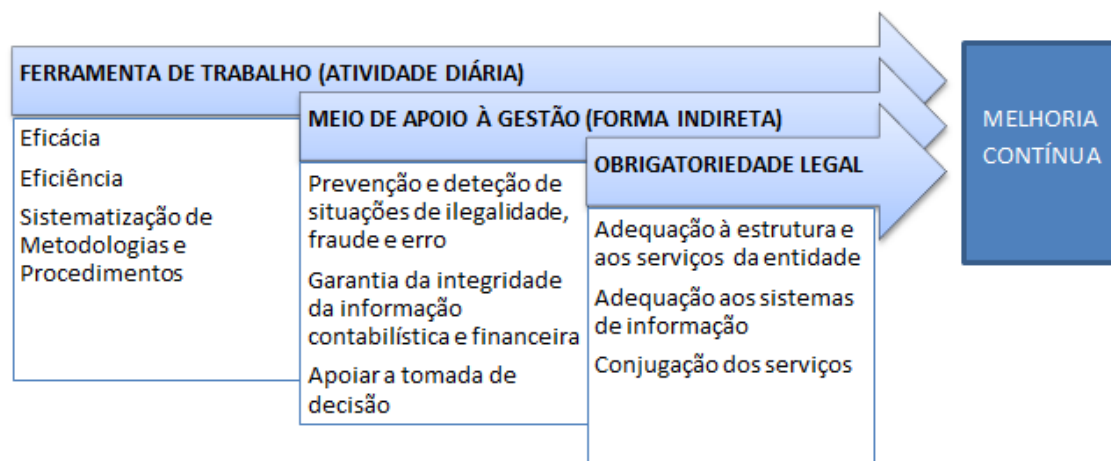 FERRAMENTA DE TRABALHO (ATIVIDADE DIÁRIA)
Eficácia
Eficiência
Sistematização de
Metodologias e
Procedimentos
MEIO DE APOIO À GESTÃO (FORMA INDIRETA)
Prevenção e deteção de
situações de ilegalidade,
fraude e erro
Garantia da integridade
da informação
contabilística e financeira
Apoiar a tomada de
decisão
OBRIGATORIEDADE LEGAL
Adequação à estrutura e
aos serviços da entidade
Adequação aos sistemas
de informação
Conjugação dos serviços
MELHORIA
CONTÍNUA